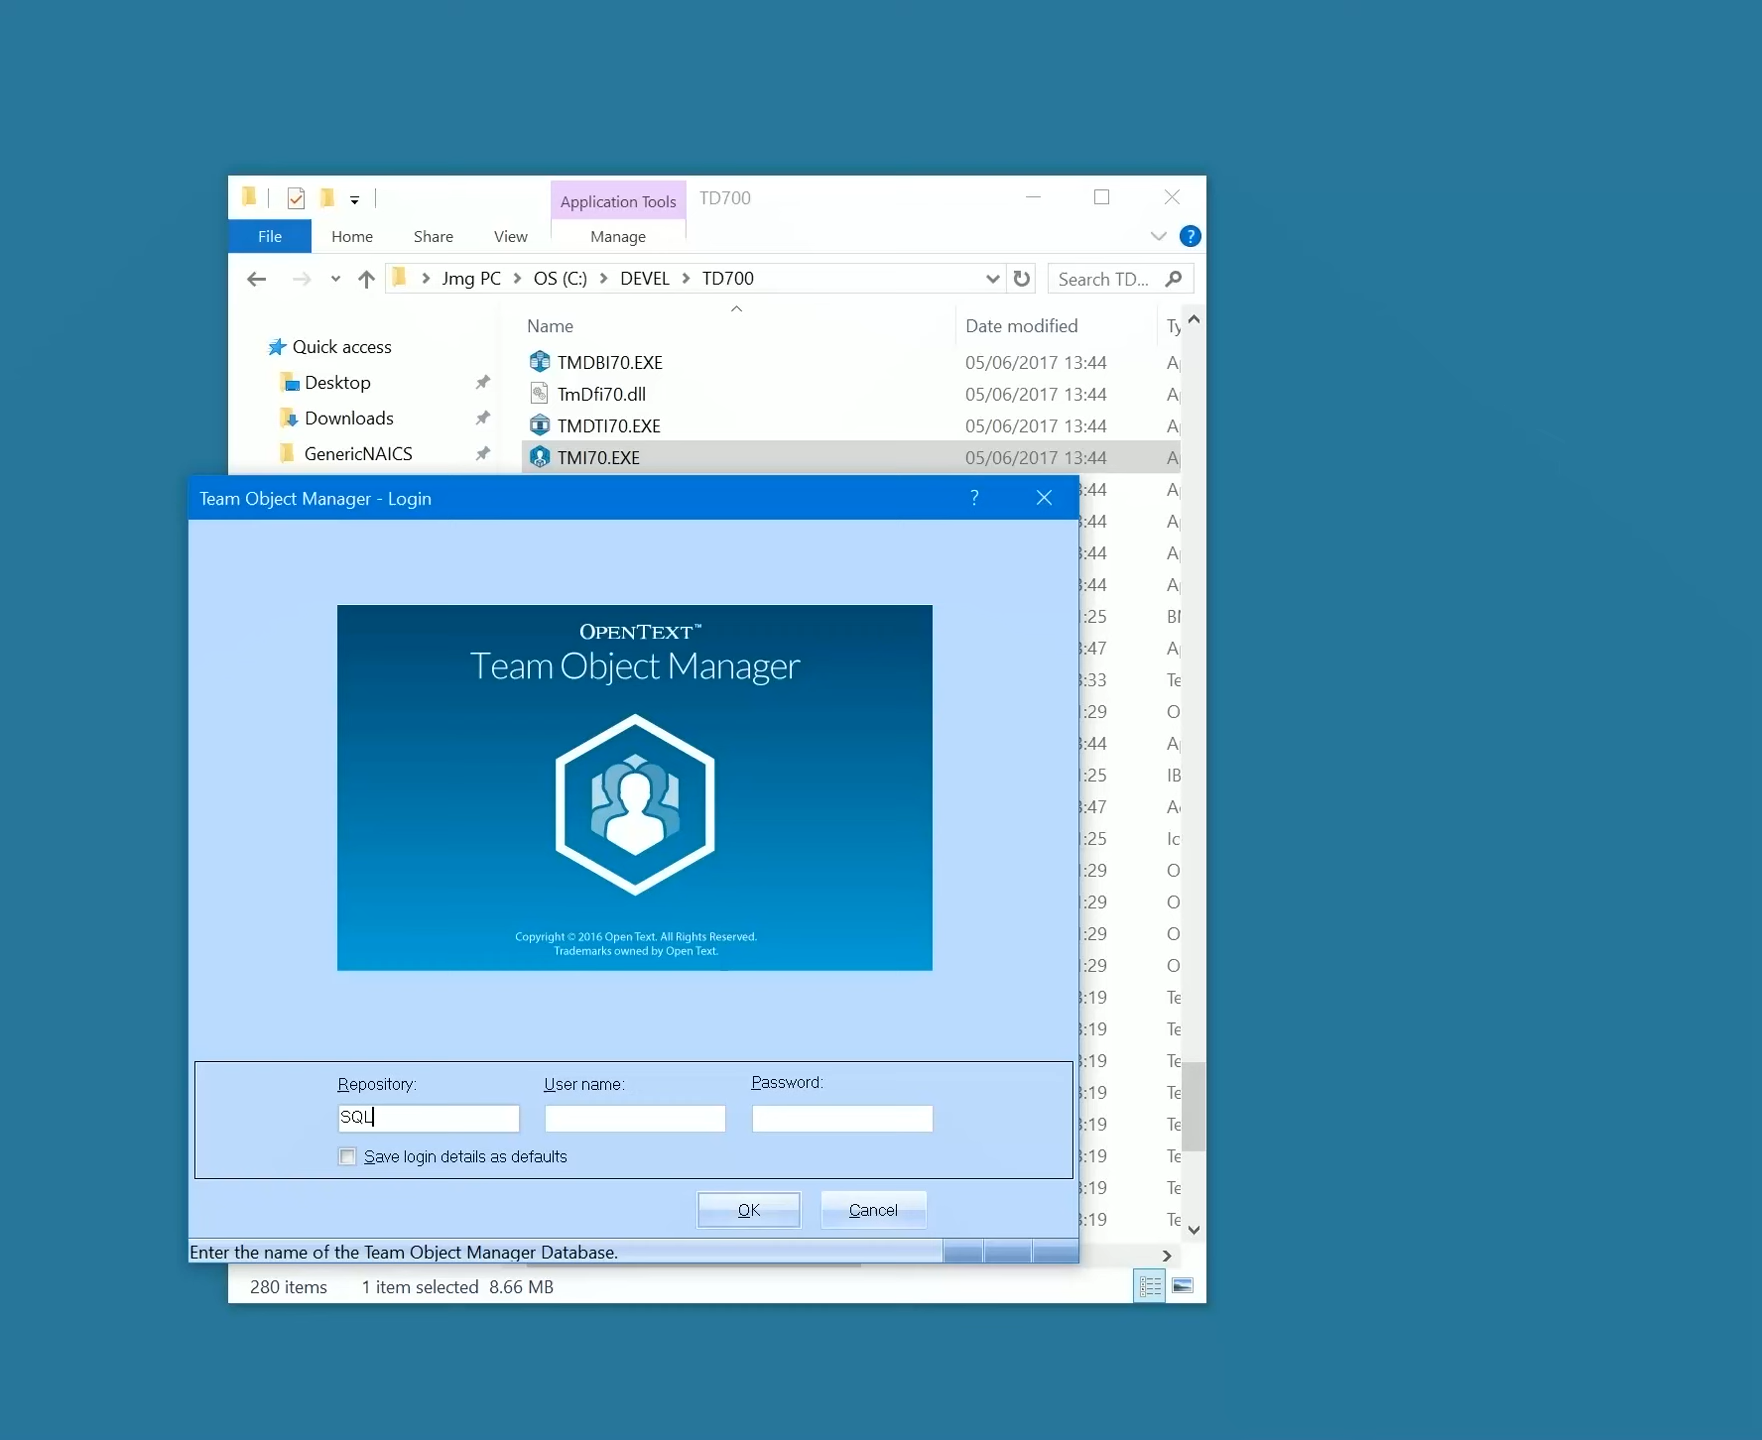 Application Tools
TD700
File
Home
Share
View
Manage
?
Jmg PC
OS (C:)
DEVEL
TD700
Search TD...
Name
Date modified
Quick access
TMDBI70.EXE
05/06/2017 13:44
Desktop
TmDfi70.dll
05/06/2017 13:44
Downloads
TMDTI70.EXE
05/06/2017 13:44
GenericNAICS
TMI70.EXE
05/06/2017 13:44
Team Object Manager - Login
?
OPENTEXT™
Team Object Manager
Copyright © 2016 Open Text. All Rights Reserved.
Trademarks owned by Open Text.
Repository:
User name:
Password:
SQL
Save login details as defaults
OK
Cancel
Enter the name of the Team Object Manager Database.
280 items
1 item selected 8.66 MB